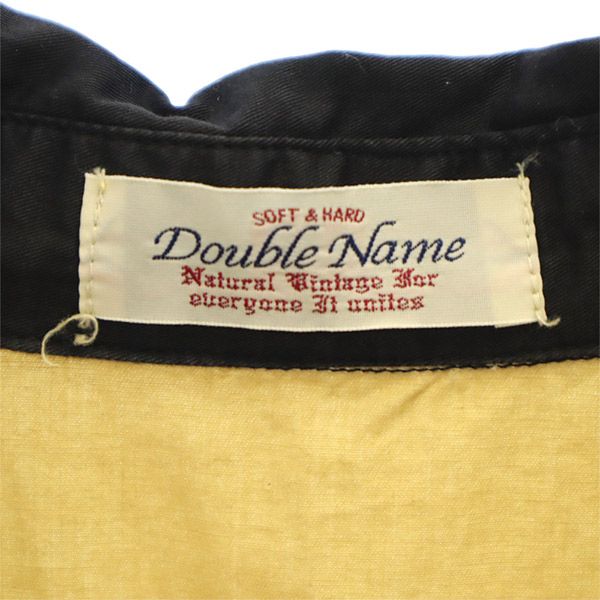 SOFT & HARD
Double Name
Natural Vintage For
everyone It unites